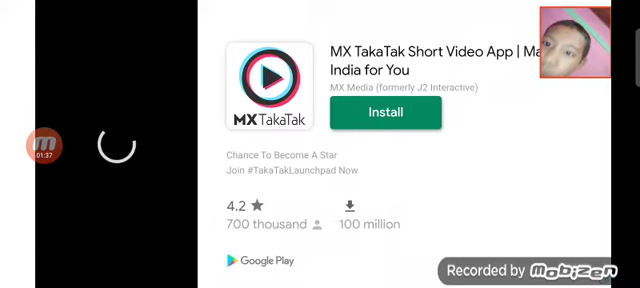 MX TakaTak Short Video App | Ma
India for You
MX Media (formerly J2 Interactive)
Install
MX TakaTak
01:37
Chance To Become A Star
Join #TakaTakLaunchpad Now
4.2
700 thousand
100 million
Google Play
Recorded by Mobizen